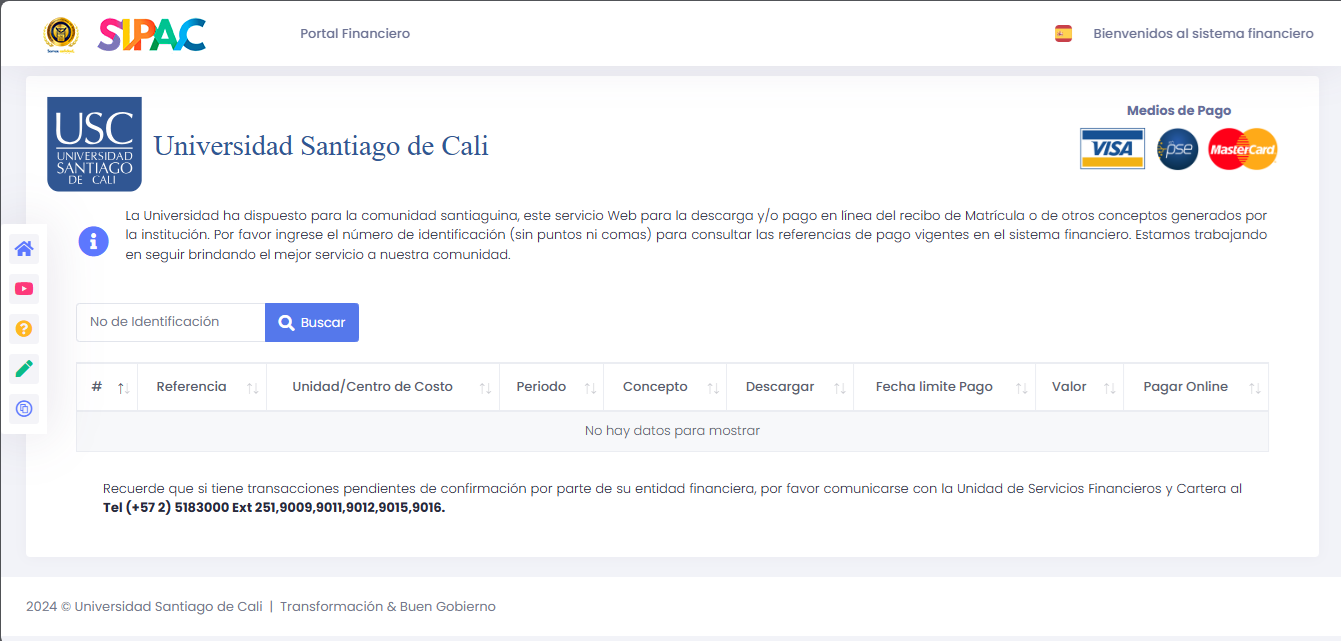 SIPAC
Portal Financiero
Bienvenidos al sistema financiero
USC
UNIVERSIDAD
SANTIAGO
DE CALI
Universidad Santiago de Cali
Medios de Pago
VISA
pse
MasterCard
La Universidad ha dispuesto para la comunidad santiaguina, este servicio Web para la descarga y/o pago en línea del recibo de Matrícula o de otros conceptos generados por
la institución. Por favor ingrese el número de identificación (sin puntos ni comas) para consultar las referencias de pago vigentes en el sistema financiero. Estamos trabajando
en seguir brindando el mejor servicio a nuestra comunidad.
No de Identificación
Buscar
# Referencia Unidad/Centro de Costo Periodo Concepto Descargar Fecha limite Pago Valor Pagar Online
No hay datos para mostrar
Recuerde que si tiene transacciones pendientes de confirmación por parte de su entidad financiera, por favor comunicarse con la Unidad de Servicios Financieros y Cartera al
Tel (+57 2) 5183000 Ext 251,9009,9011,9012,9015,9016.
2024 © Universidad Santiago de Cali | Transformación & Buen Gobierno